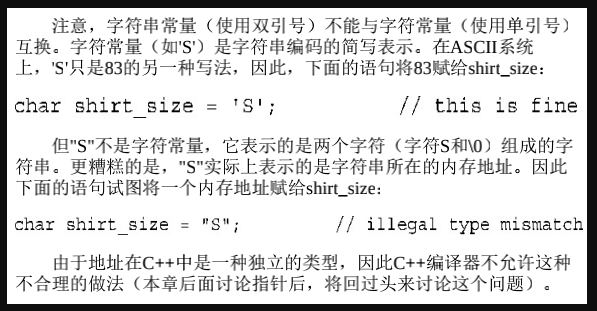 注意，字符串常量（使用双引号）不能与字符常量（使用单引号）
互换。字符常量（如'S'）是字符串编码的简写表示。在ASCII系统
上，'S'只是83的另一种写法，因此，下面的语句将83赋给shirt_size：
char shirt_size = 'S'; // this is fine
但"S"不是字符常量，它表示的是两个字符（字符S和\0）组成的字
符串。更糟糕的是，"S"实际上表示的是字符串所在的内存地址。因此
下面的语句试图将一个内存地址赋给shirt_size：
char shirt_size = "S"; // illegal type mismatch
由于地址在C++中是一种独立的类型，因此C++编译器不允许这种
不合理的做法（本章后面讨论指针后，将回过头来讨论这个问题）。